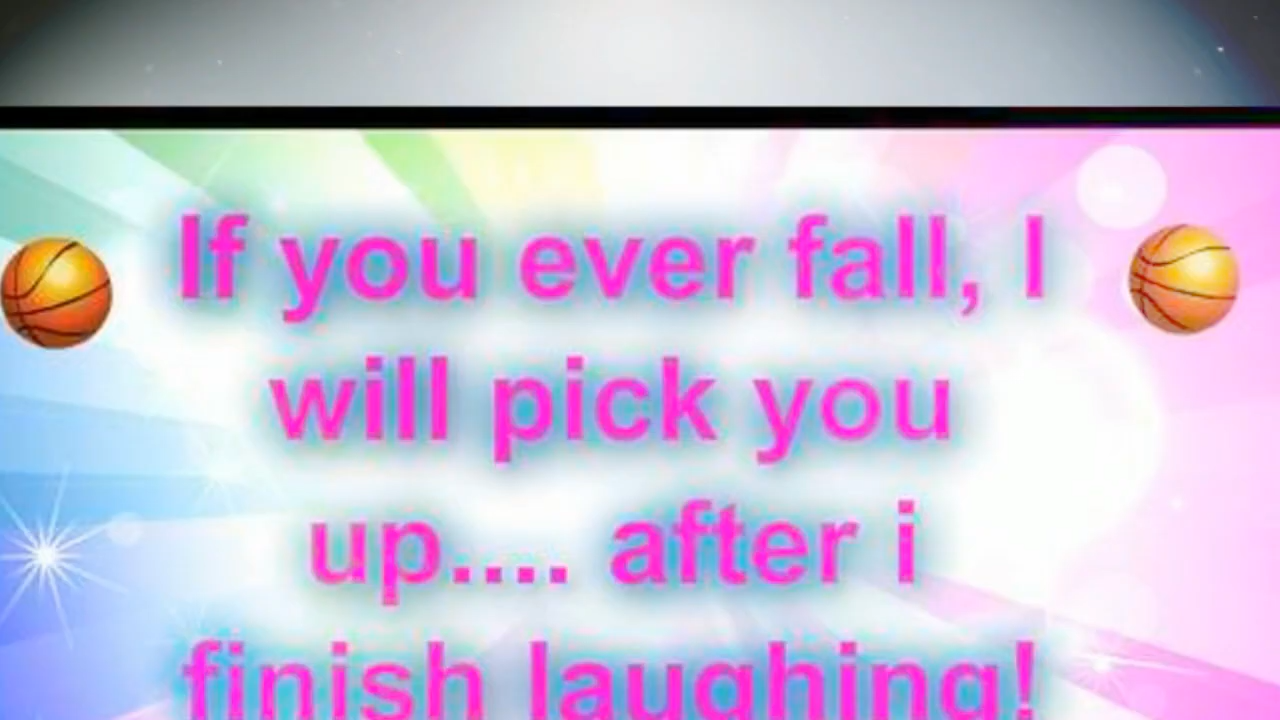 If you ever fall, I
will pick you
up.... after i
finish laughing!